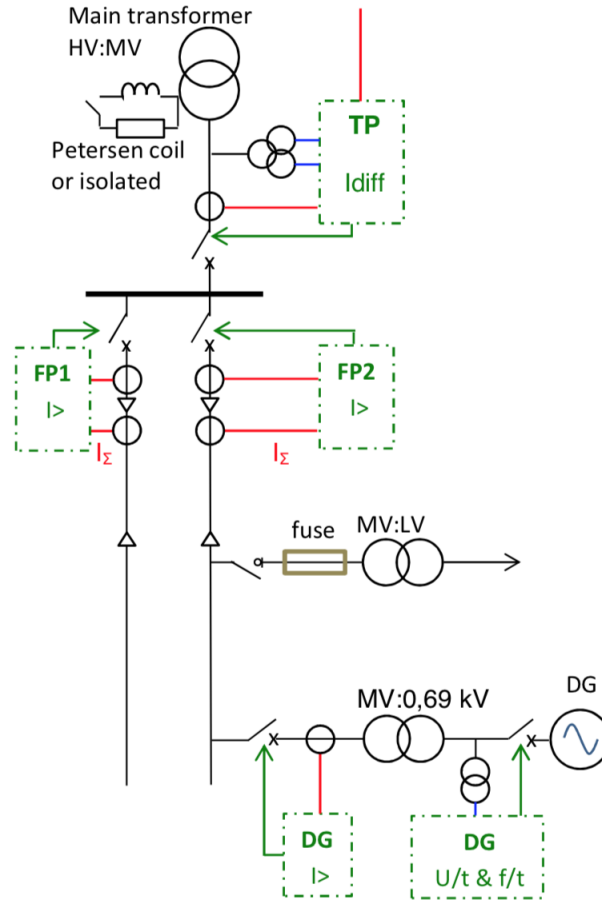 Main transformer
HV:MV
Petersen coil
or isolated
TP
Idiff
FP1
I>
IΣ
FP2
I>
IΣ
fuse
MV:LV
MV:0,69 kV
DG
DG
I>
DG
U/t & f/t